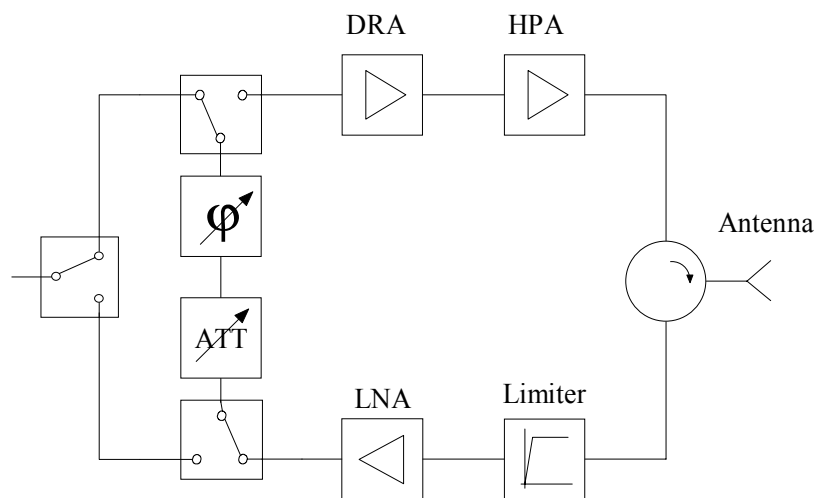 DRA
HPA
φ
Antenna
ATT
LNA
Limiter